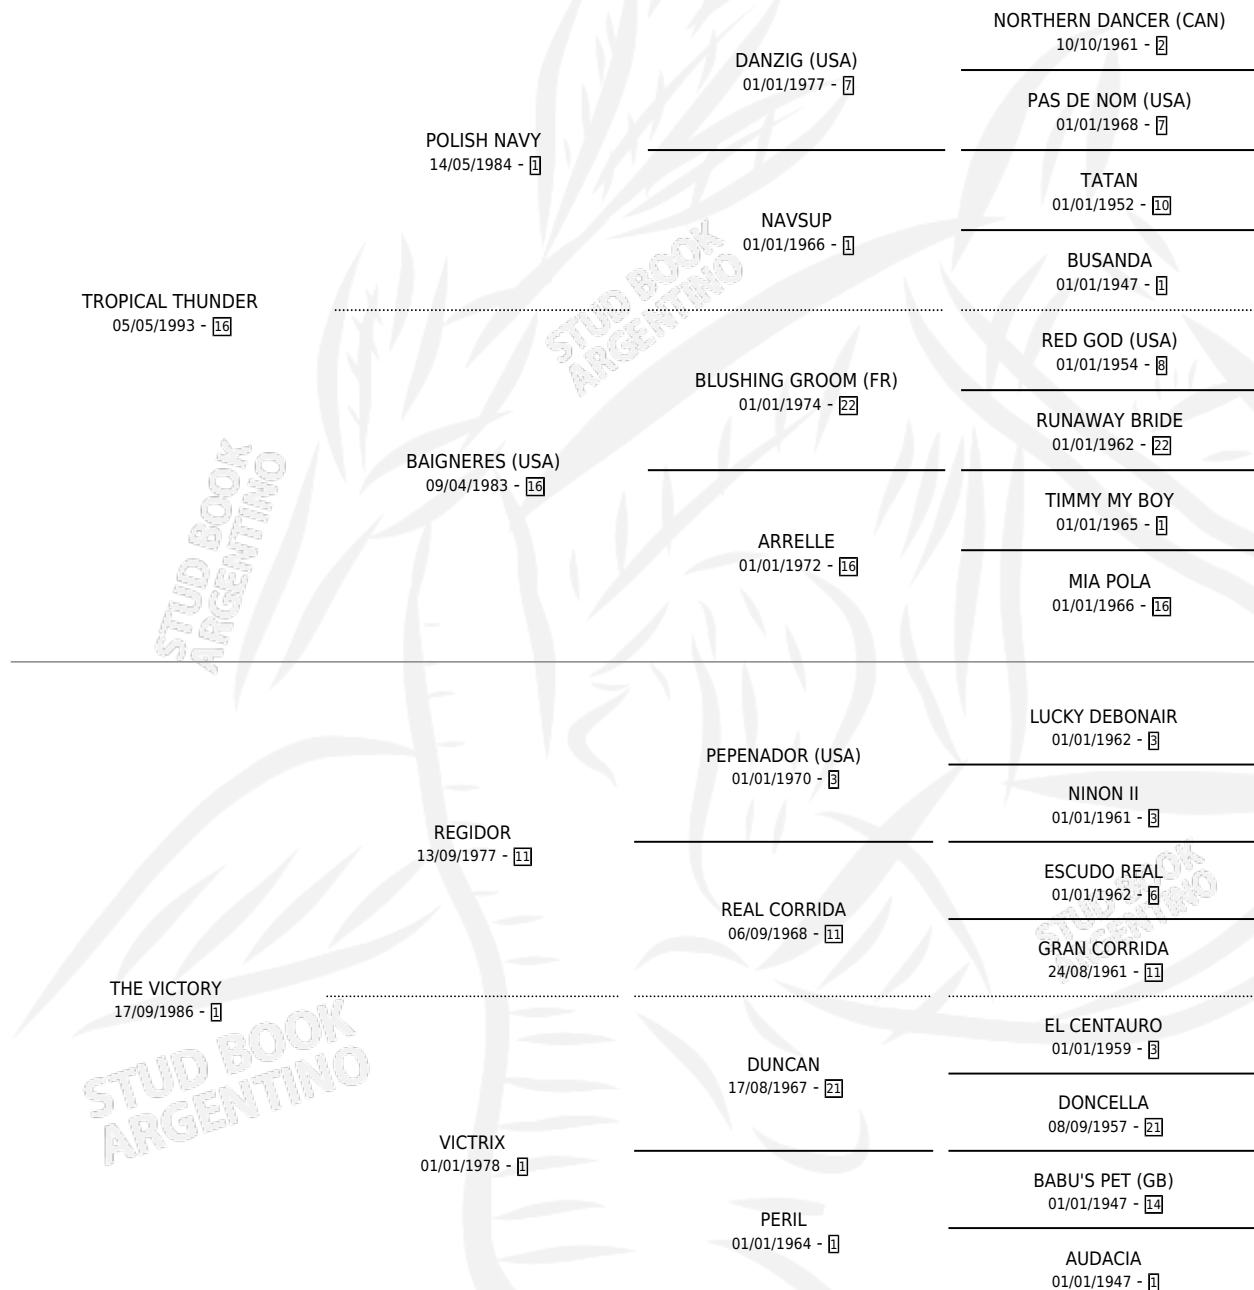 NORTHERN DANCER (CAN)
10/10/1961 - 2
DANZIG (USA)
01/01/1977 - 7
PAS DE NOM (USA)
01/01/1968 - 7
POLISH NAVY
14/05/1984 - 1
TATAN
01/01/1952 - 10
NAVSUP
01/01/1966 - 1
BUSANDA
01/01/1947 - 1
TROPICAL THUNDER
05/05/1993 - 16
STUD BOOK
ARGENTINO
RED GOD (USA)
01/01/1954 - 8
BLUSHING GROOM (FR)
01/01/1974 - 22
RUNAWAY BRIDE
01/01/1962 - 22
BAIGNERES (USA)
09/04/1983 - 16
TIMMY MY BOY
01/01/1965 - 1
ARRELLE
01/01/1972 - 16
MIA POLA
01/01/1966 - 16
STUD BOOK
ARGENTINO
LUCKY DEBONAIR
01/01/1962 - 3
PEPENADOR (USA)
01/01/1970 - 3
NINON II
01/01/1961 - 3
REGIDOR
13/09/1977 - 11
ESCUDO REAL
01/01/1962 - 6
REAL CORRIDA
06/09/1968 - 11
GRAN CORRIDA
24/08/1961 - 11
STUD BOOK
ARGENTINO
THE VICTORY
17/09/1986 - 1
EL CENTAURO
01/01/1959 - 3
DUNCAN
17/08/1967 - 21
DONCELLA
08/09/1957 - 21
STUD BOOK
ARGENTINO
VICTRIX
01/01/1978 - 1
BABU'S PET (GB)
01/01/1947 - 14
PERIL
01/01/1964 - 1
AUDACIA
01/01/1947 - 1